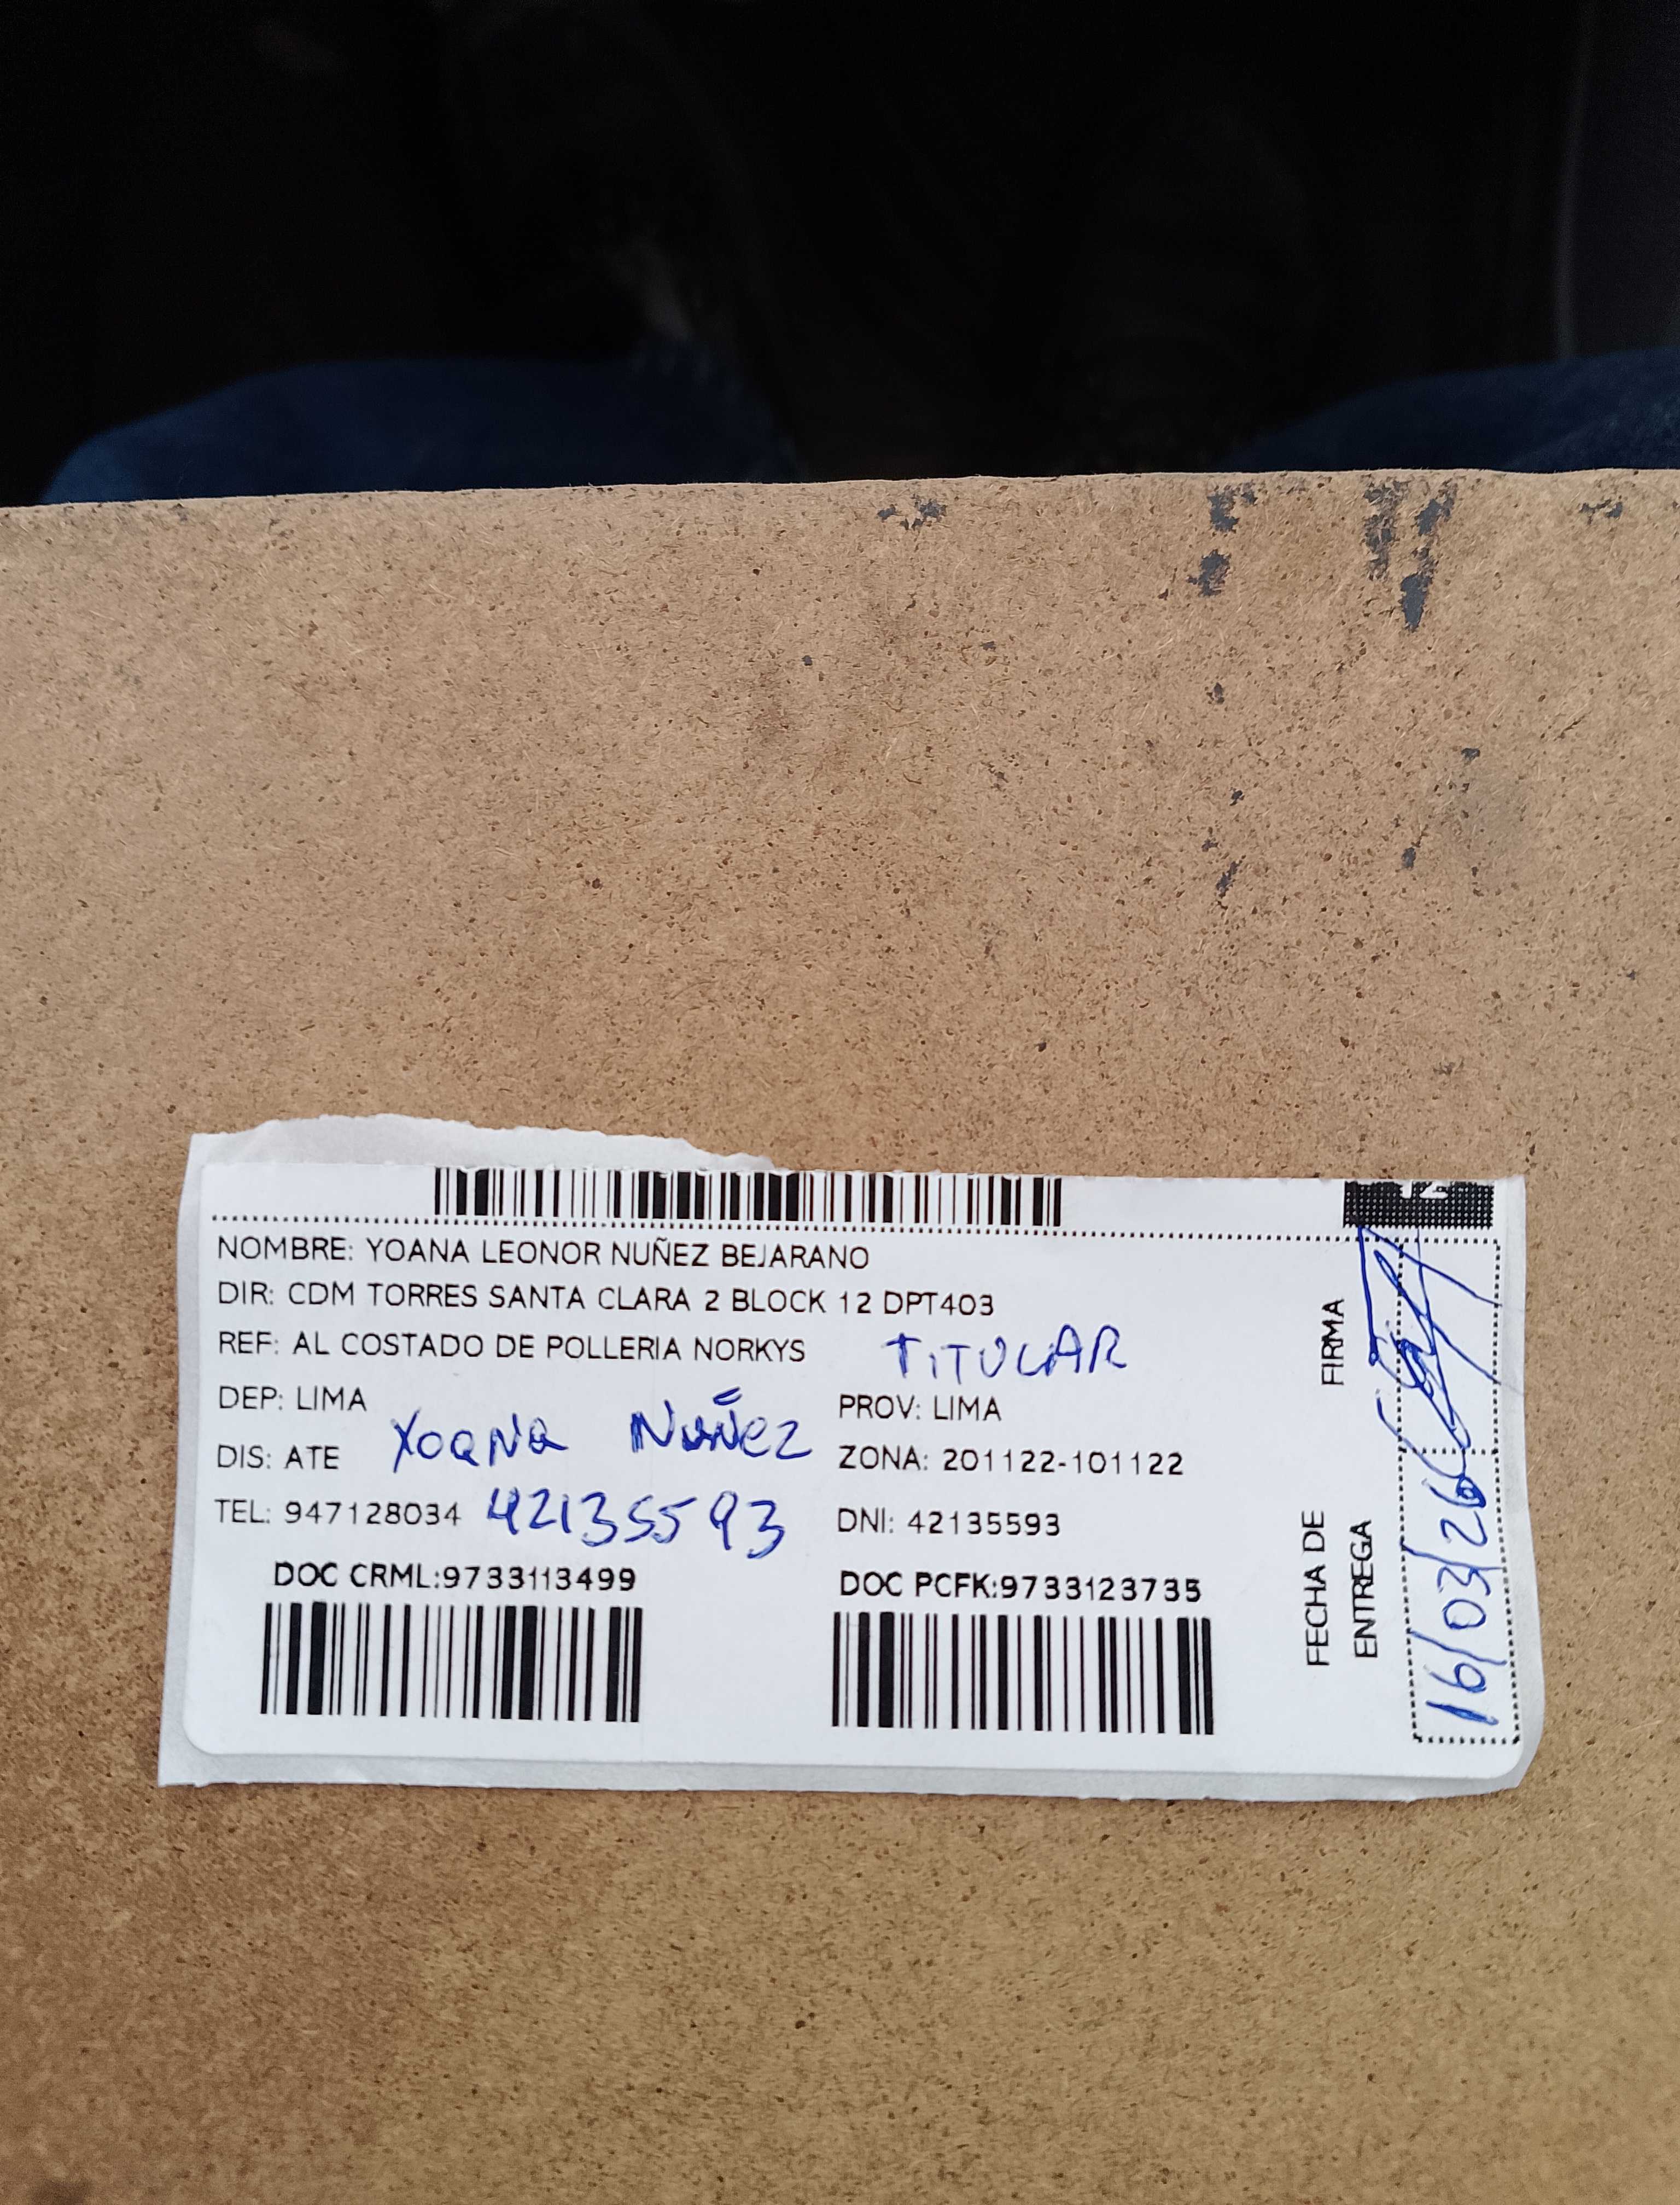 NOMBRE: YOANA LEONOR NUÑEZ BEJARANO
DIR: CDM TORRES SANTA CLARA 2 BLOCK 12 DPT403
REF: AL COSTADO DE POLLERIA NORKYS TITULAR
DEP: LIMA PROV: LIMA
DIS: ATE Yoana Nuñez ZONA: 201122-101122
TEL: 947128034 42135593 DNI: 42135593
DOC CRML:9733113499 DOC PCFK:9733123735
FIRMA
FECHA DE
ENTREGA
16/03/26